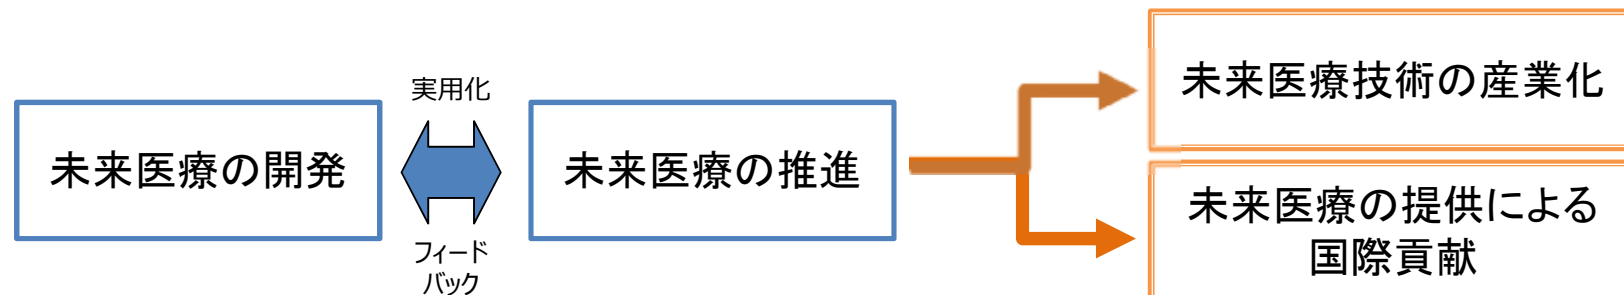 実用化
未来医療の開発
フィード
バック
未来医療の推進
未来医療技術の産業化
未来医療の提供による
国際貢献